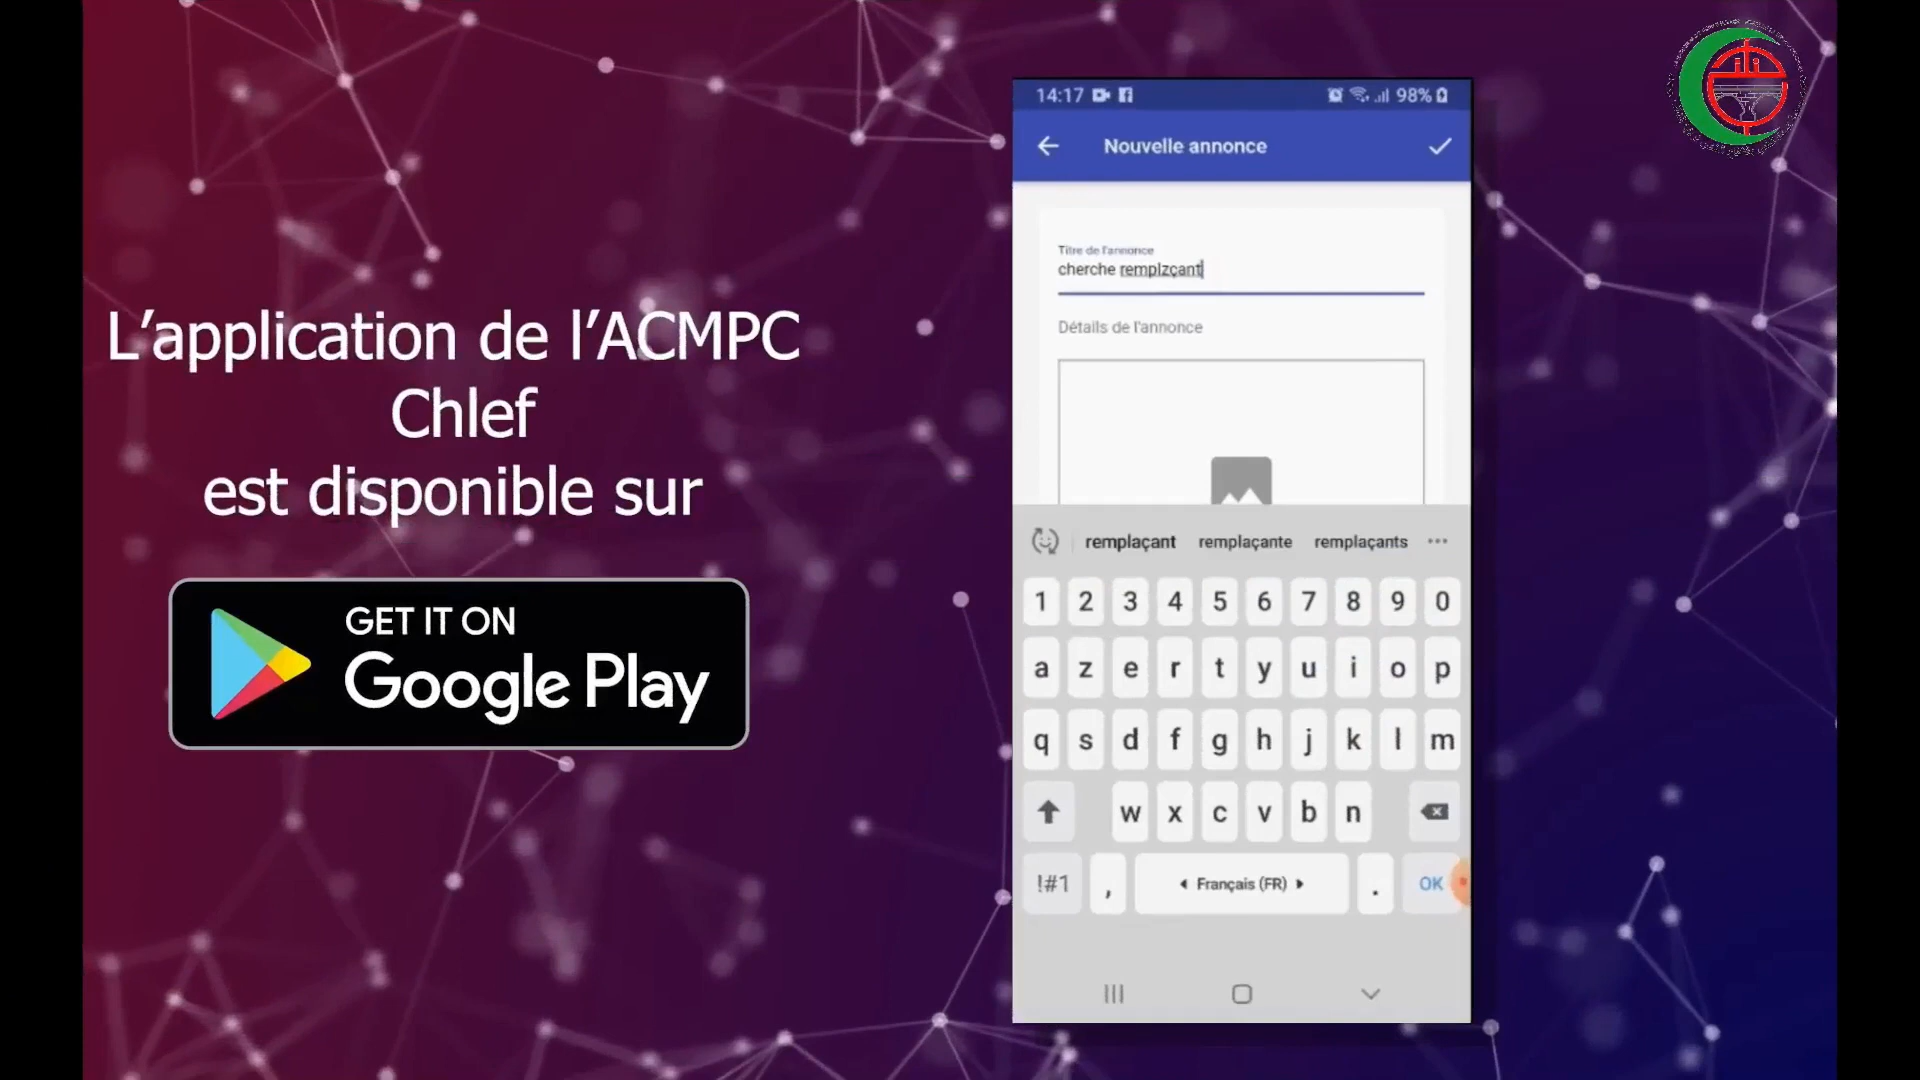 L’application de l’ACMPC
Chlef
est disponible sur
GET IT ON
Google Play
14:17
98%
Nouvelle annonce
Titre de l'annonce
cherche remplzçant
Détails de l'annonce
remplaçant remplaçante remplaçants
1 2 3 4 5 6 7 8 9 0
a z e r t y u i o p
q s d f g h j k l m
w x c v b n
!#1 , Français (FR) . OK